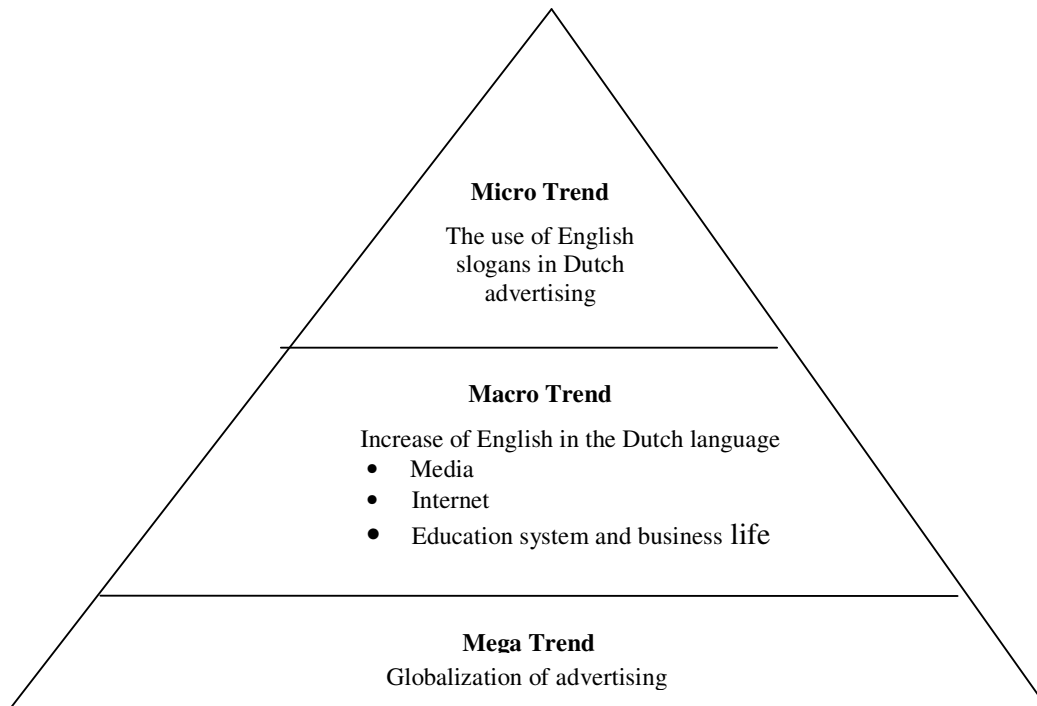 Micro Trend
The use of English
slogans in Dutch
advertising
Macro Trend
Increase of English in the Dutch language
• Media
• Internet
• Education system and business life
Mega Trend
Globalization of advertising